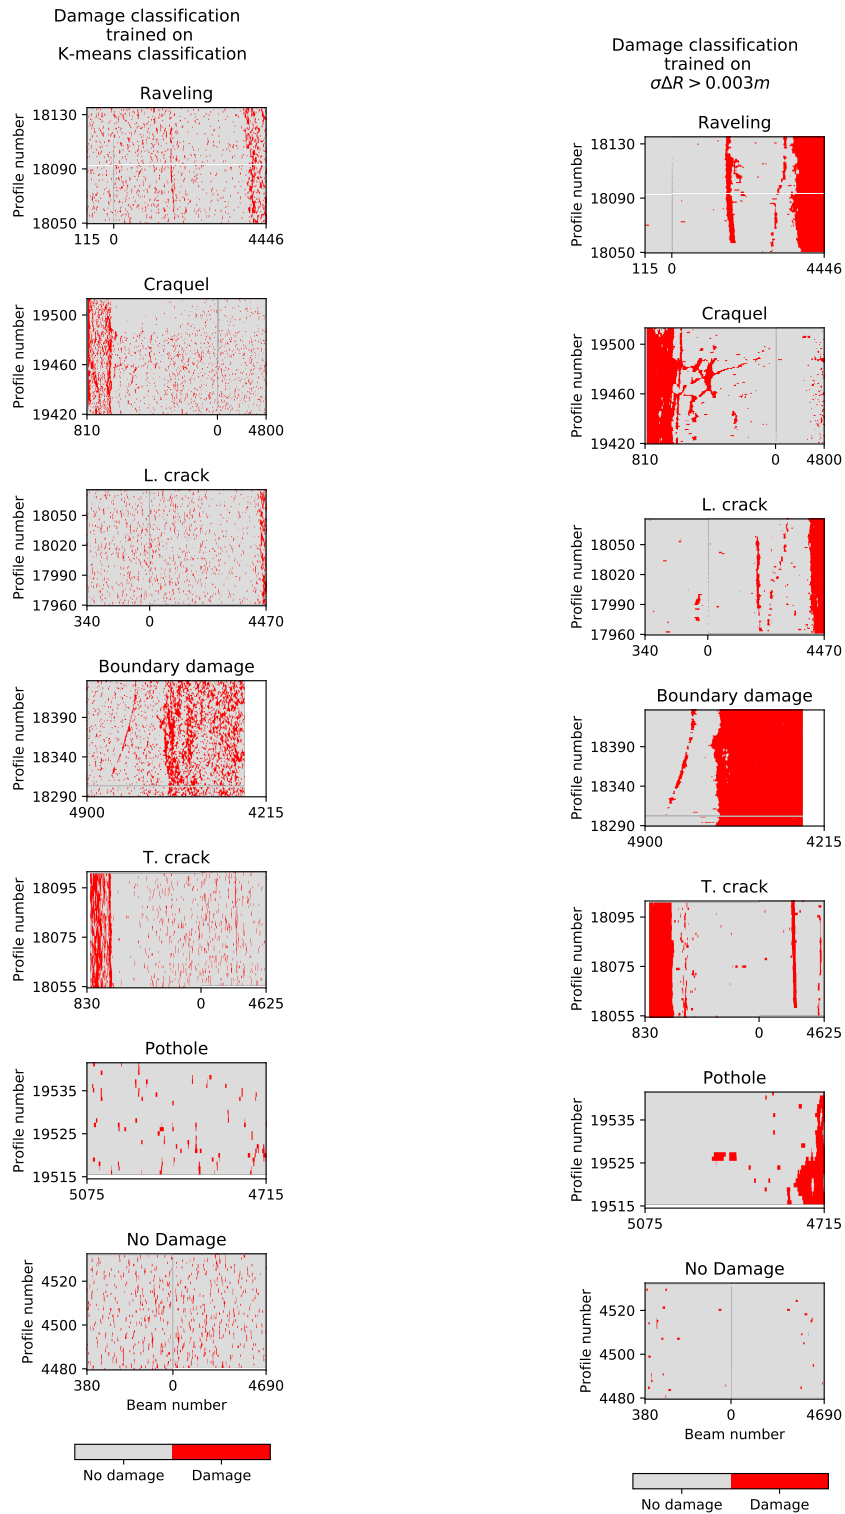 Damage classification
trained on
K-means classification
Raveling
Profile number
18130
18090
18050
115 0 4446
Craquel
Profile number
19500
19460
19420
810 0 4800
L. crack
Profile number
18050
18020
17990
17960
340 0 4470
Boundary damage
Profile number
18390
18340
18290
4900 4215
T. crack
Profile number
18095
18075
18055
830 0 4625
Pothole
Profile number
19535
19525
19515
5075 4715
No Damage
Profile number
4520
4500
4480
380 0 4690
Beam number
No damage Damage
Damage classification
trained on
σΔR > 0.003m
Raveling
Profile number
18130
18090
18050
115 0 4446
Craquel
Profile number
19500
19460
19420
810 0 4800
L. crack
Profile number
18050
18020
17990
17960
340 0 4470
Boundary damage
Profile number
18390
18340
18290
4900 4215
T. crack
Profile number
18095
18075
18055
830 0 4625
Pothole
Profile number
19535
19525
19515
5075 4715
No Damage
Profile number
4520
4500
4480
380 0 4690
Beam number
No damage Damage